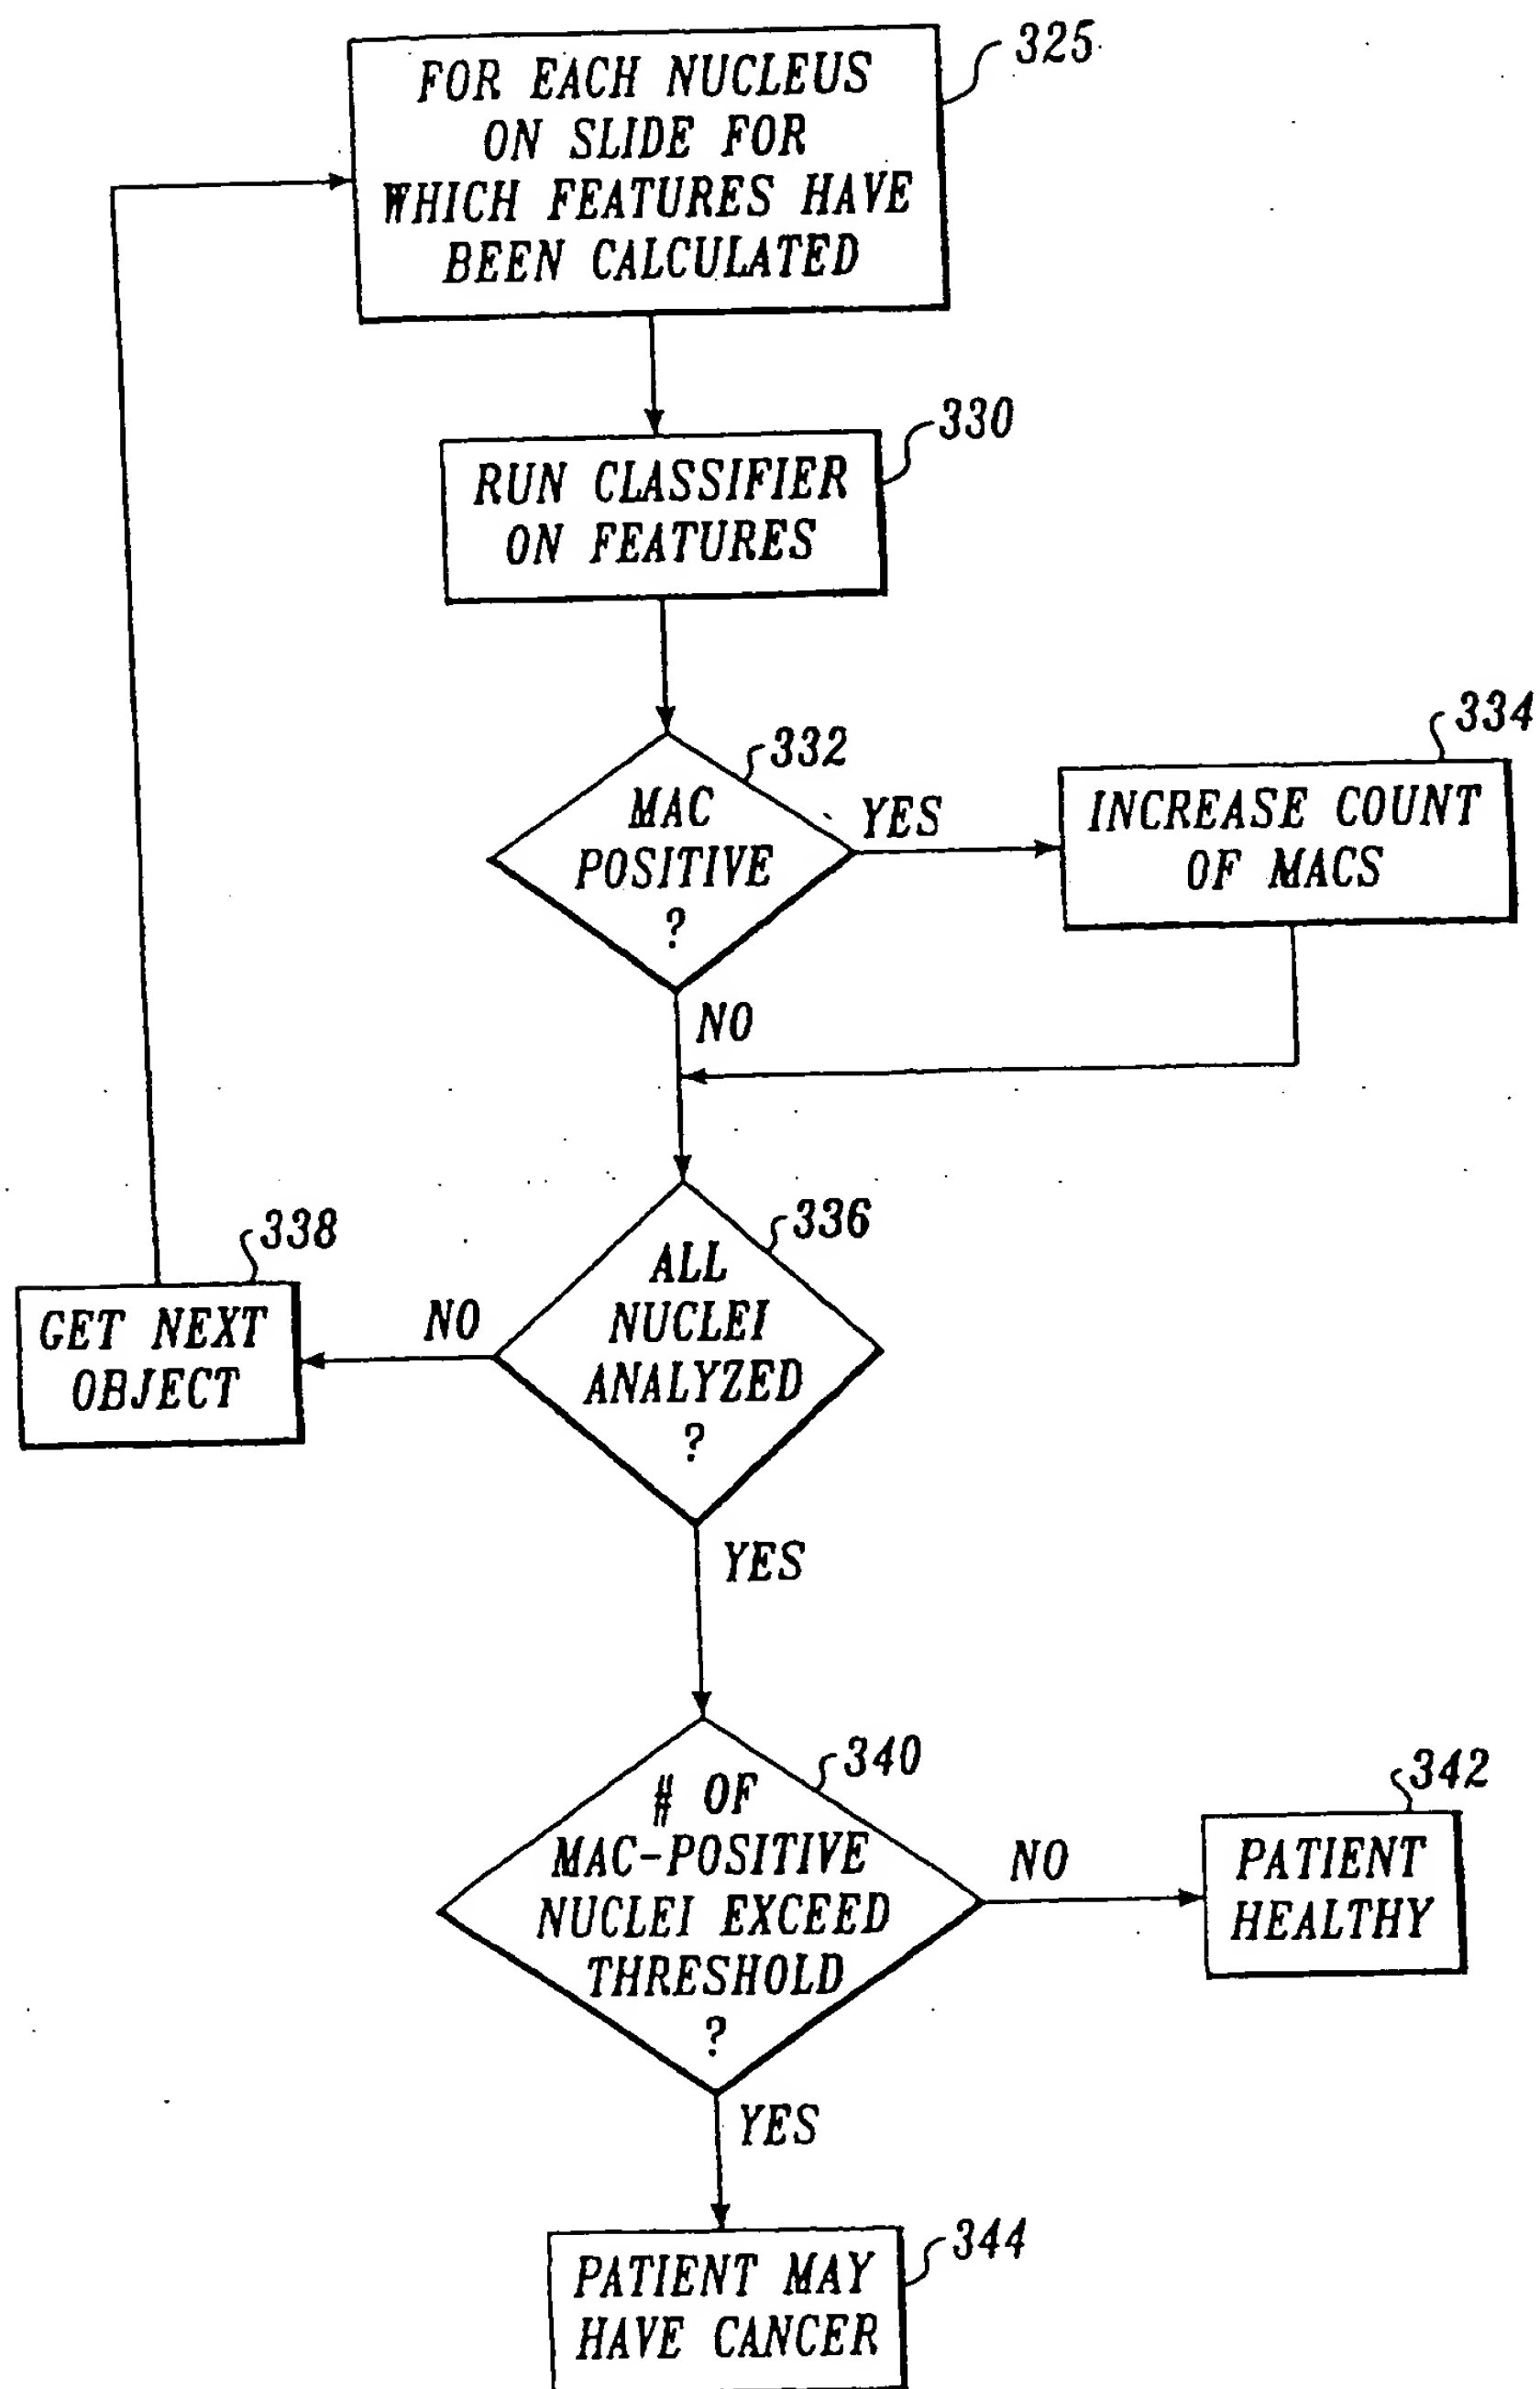 325
FOR EACH NUCLEUS
ON SLIDE FOR
WHICH FEATURES HAVE
BEEN CALCULATED
330
RUN CLASSIFIER
ON FEATURES
332
MAC
POSITIVE
?
YES
334
INCREASE COUNT
OF MACS
NO
336
ALL
NUCLEI
ANALYZED
?
NO
338
GET NEXT
OBJECT
YES
340
# OF
MAC-POSITIVE
NUCLEI EXCEED
THRESHOLD
?
NO
342
PATIENT
HEALTHY
YES
344
PATIENT MAY
HAVE CANCER